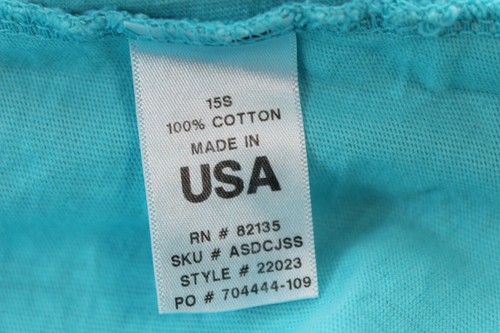 15S
100% COTTON
MADE IN
USA
RN # 82135
SKU # ASDCJSS
STYLE # 22023
PO # 704444-109